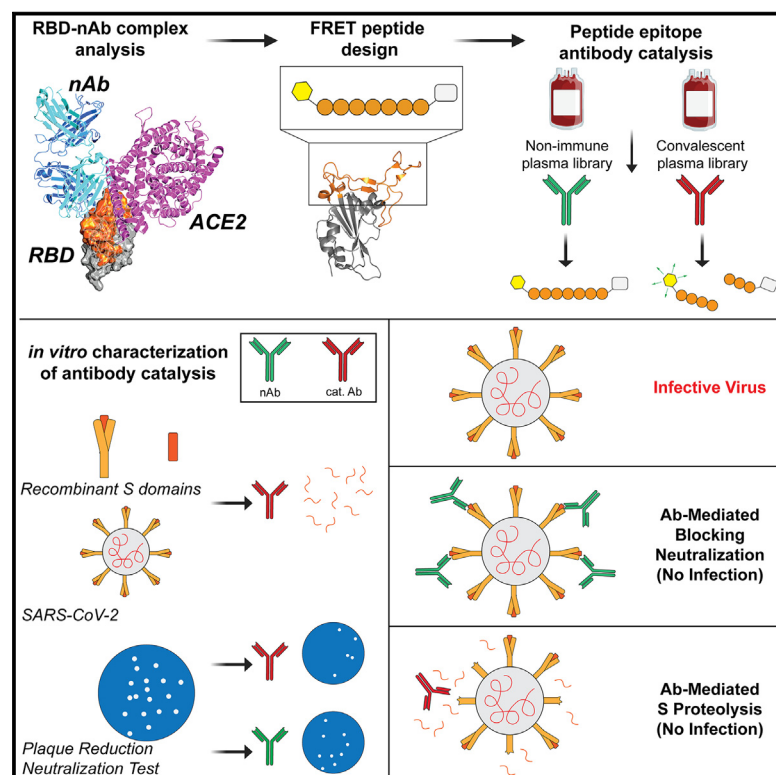 RBD-nAb complex
analysis
FRET peptide
design
Peptide epitope
antibody catalysis
nAb
ACE2
RBD
Non-immune
plasma library
Convalescent
plasma library
in vitro characterization
of antibody catalysis
nAb
cat. Ab
Recombinant S domains
SARS-CoV-2
Plaque Reduction
Neutralization Test
Infective Virus
Ab-Mediated
Blocking
Neutralization
(No Infection)
Ab-Mediated
S Proteolysis
(No Infection)